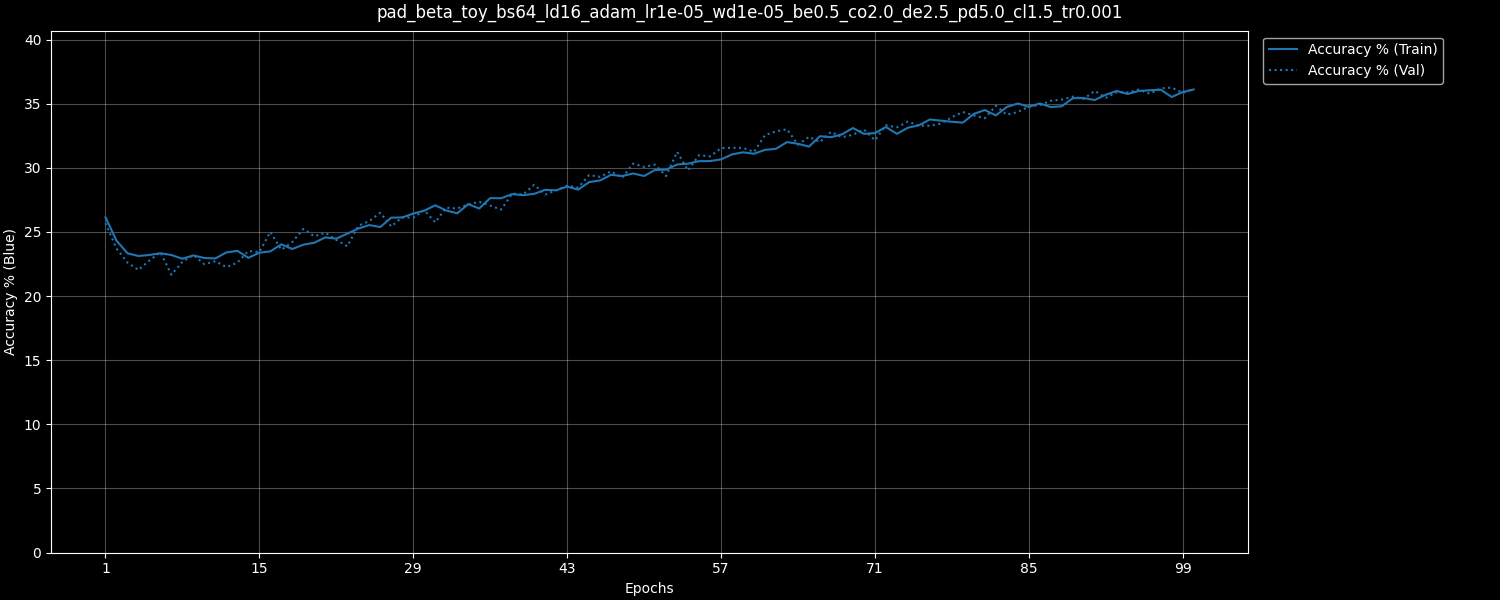 pad_beta_toy_bs64_ld16_adam_lr1e-05_wd1e-05_be0.5_co2.0_de2.5_pd5.0_cl1.5_tr0.001
Accuracy % (Train)
Accuracy % (Val)
Accuracy % (Blue)
40
35
30
25
20
15
10
5
0
1 15 29 43 57 71 85 99
Epochs